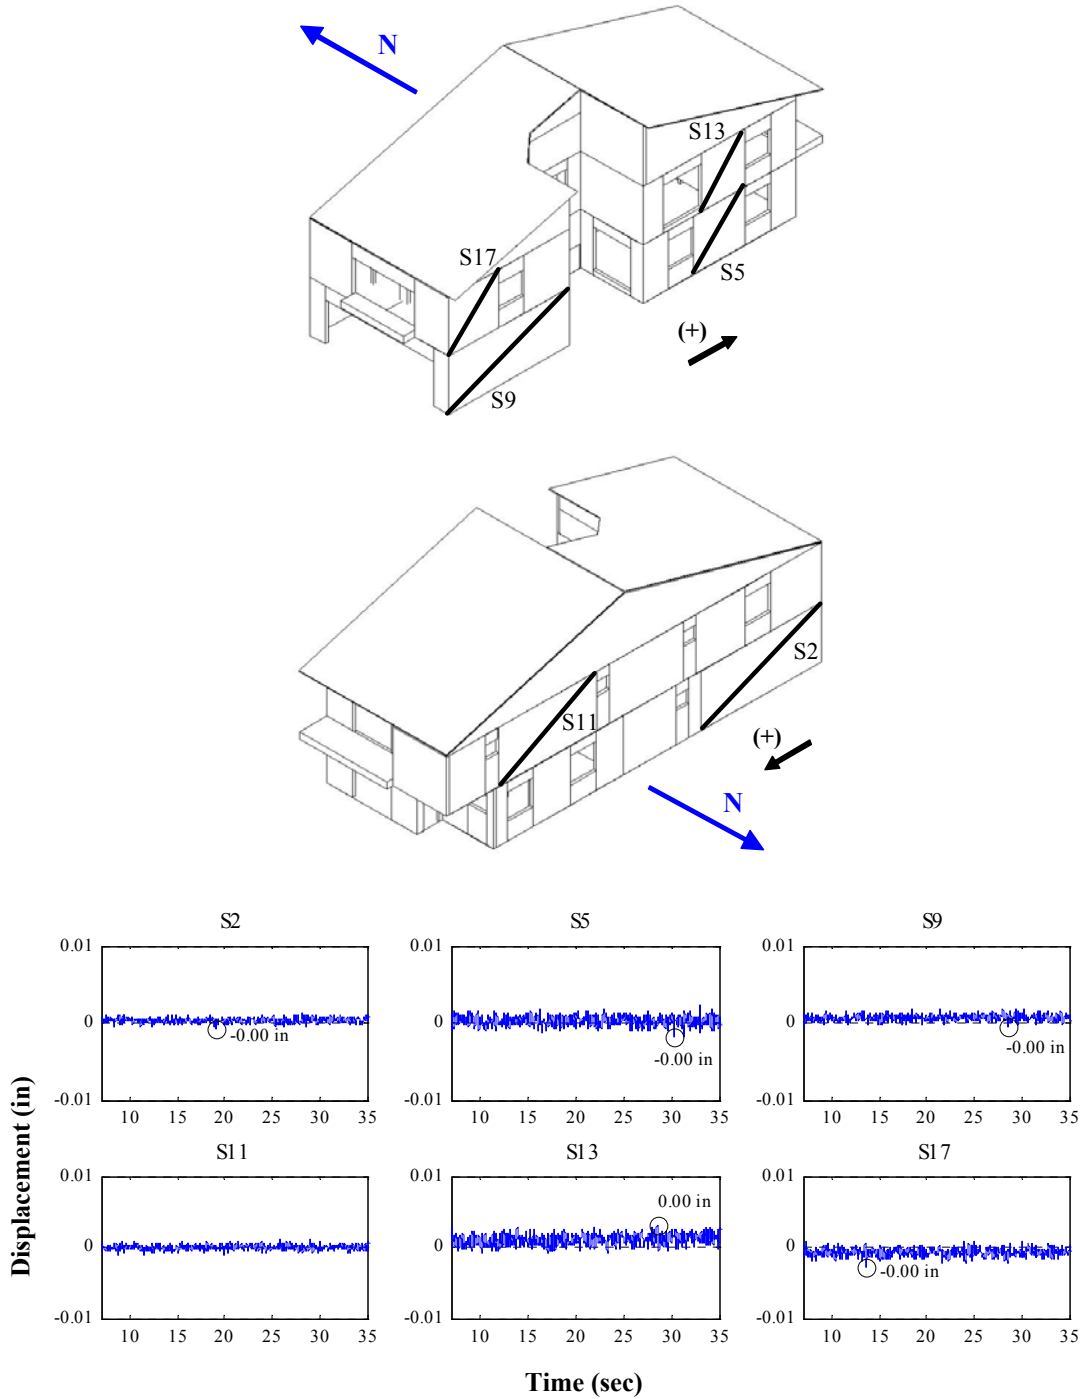 N
S13
S17
S5
(+)
S9
S2
S11
(+)
N
S2 S5 S9
0.01 0.01 0.01
0 0 0
-0.00 in -0.00 in -0.00 in
-0.01 -0.01 -0.01
10 15 20 25 30 35 10 15 20 25 30 35 10 15 20 25 30 35
S11 S13 S17
0.01 0.01 0.01
0.00 in
0 0 0
-0.00 in
-0.01 -0.01 -0.01
10 15 20 25 30 35 10 15 20 25 30 35 10 15 20 25 30 35
Displacement (in)
Time (sec)